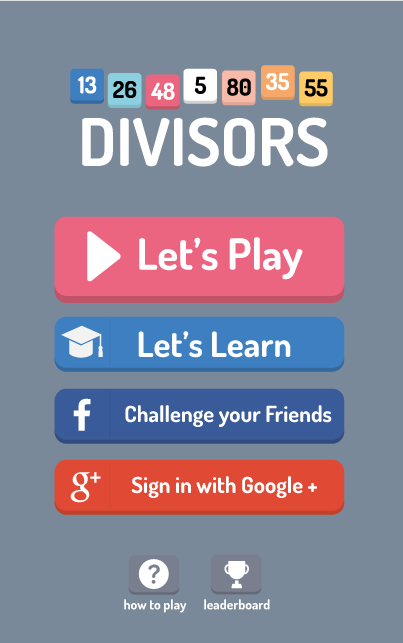 13 26 48 5 80 35 55
DIVISORS
Let's Play
Let's Learn
f Challenge your Friends
g+ Sign in with Google +
?
how to play leaderboard